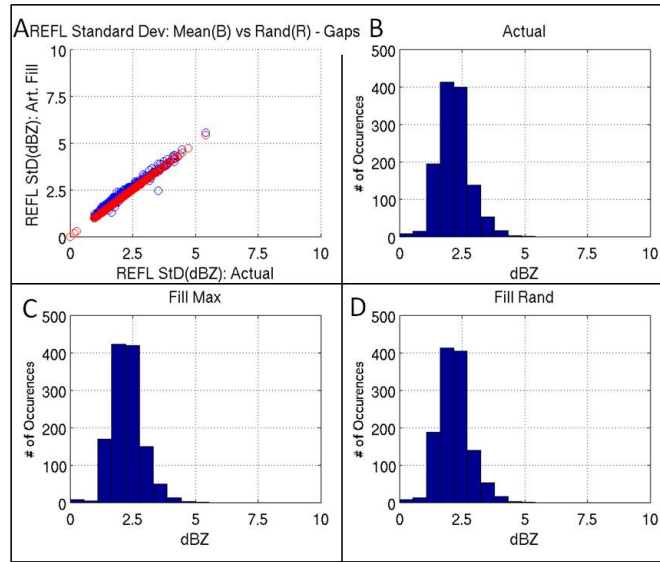 A REFL Standard Dev: Mean(B) vs Rand(R) - Gaps
10
7.5
5
2.5
0
0 2.5 5 7.5 10
REFL StD(dBZ): Art. Fill
REFL StD(dBZ): Actual
B Actual
500
400
300
200
100
0
0 2.5 5 7.5 10
# of Occurences
dBZ
C Fill Max
500
400
300
200
100
0
0 2.5 5 7.5 10
# of Occurences
dBZ
D Fill Rand
500
400
300
200
100
0
0 2.5 5 7.5 10
# of Occurences
dBZ